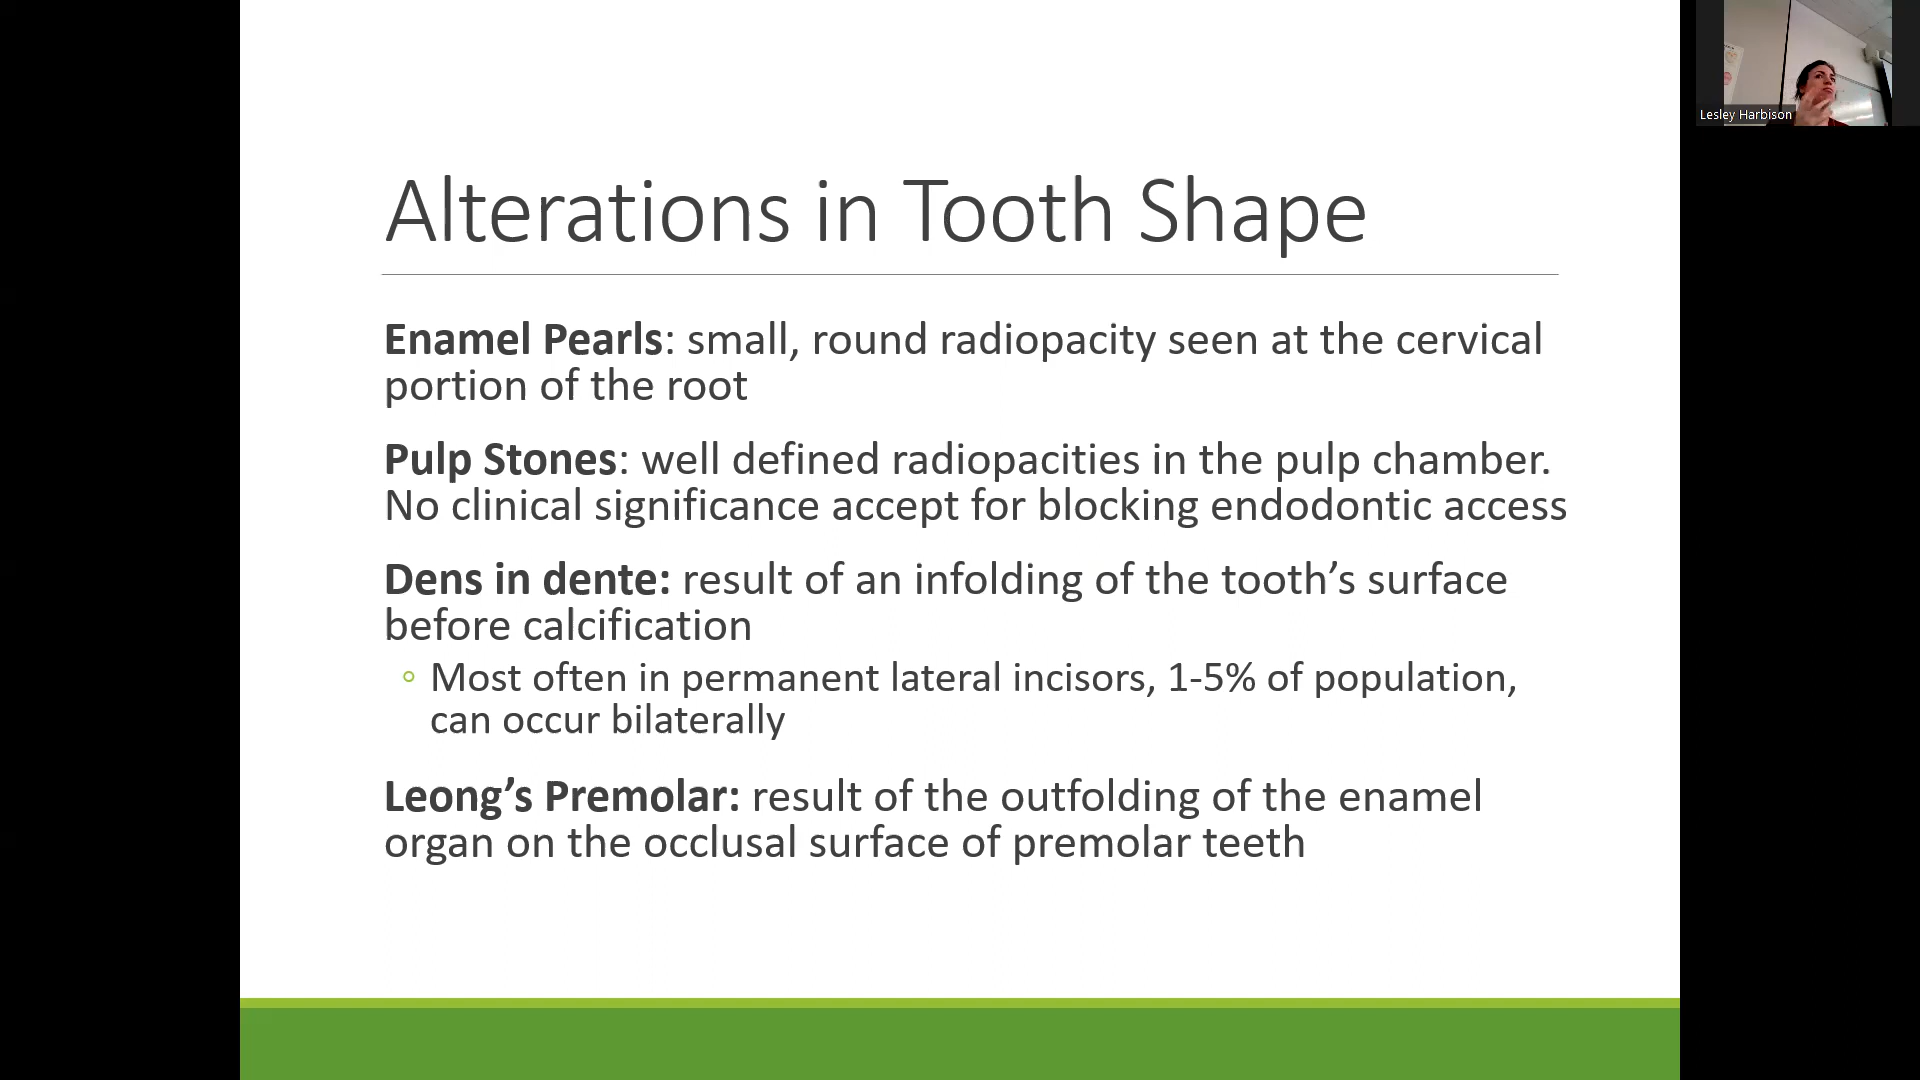 Lesley Harbison
Alterations in Tooth Shape
Enamel Pearls: small, round radiopacity seen at the cervical
portion of the root
Pulp Stones: well defined radiopacities in the pulp chamber.
No clinical significance accept for blocking endodontic access
Dens in dente: result of an infolding of the tooth’s surface
before calcification
◦ Most often in permanent lateral incisors, 1-5% of population,
can occur bilaterally
Leong’s Premolar: result of the outfolding of the enamel
organ on the occlusal surface of premolar teeth